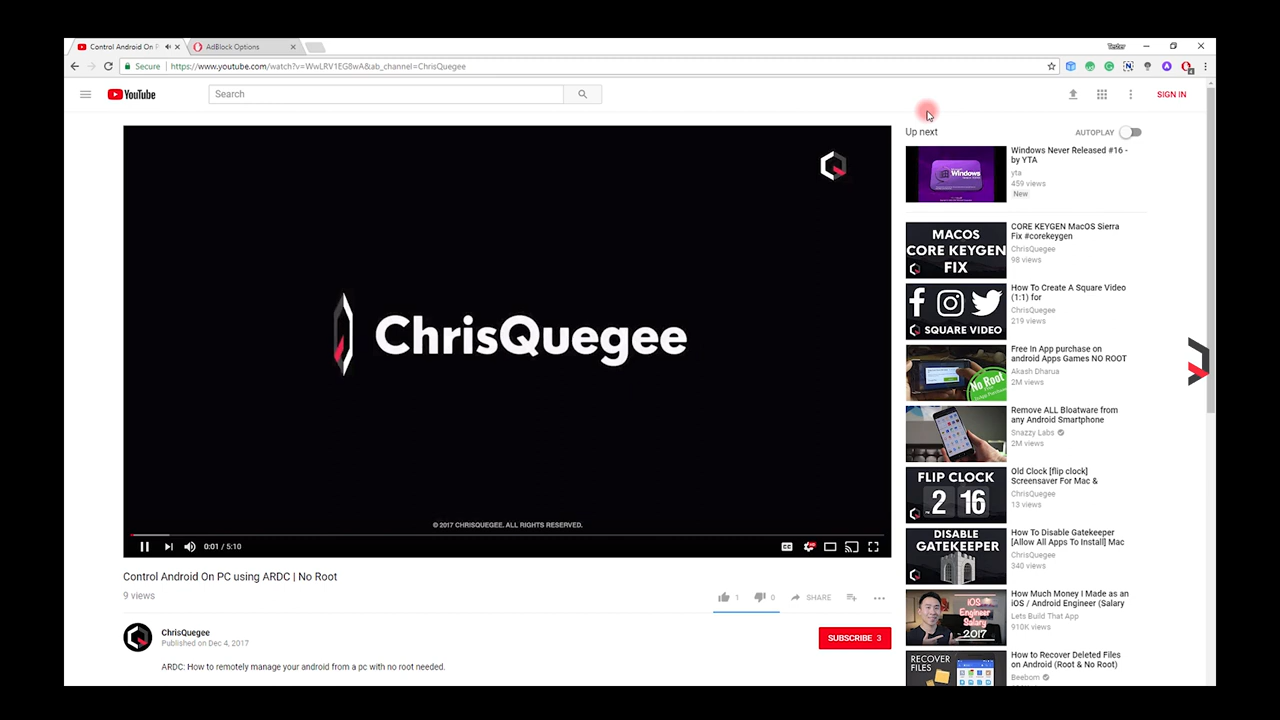 Control Android On P
AdBlock Options
Tester
Secure
https://www.youtube.com/watch?v=WwLRV1EG8wA&ab_channel=ChrisQuegee
YouTube
Search
SIGN IN
ChrisQuegee
© 2017 CHRISQUEGEE. ALL RIGHTS RESERVED.
0:01 / 5:10
Control Android On PC using ARDC | No Root
9 views
1
0
SHARE
ChrisQuegee
Published on Dec 4, 2017
SUBSCRIBE 3
ARDC: How to remotely manage your android from a pc with no root needed.
Up next
AUTOPLAY
Windows
Windows Never Released #16 -
by YTA
yta
459 views
New
MACOS
CORE KEYGEN
FIX
CORE KEYGEN MacOS Sierra
Fix #corekeygen
ChrisQuegee
98 views
SQUARE VIDEO
How To Create A Square Video
(1:1) for
ChrisQuegee
219 views
No Root
Free In App purchase on
android Apps Games NO ROOT
Akash Dharua
2M views
Remove ALL Bloatware from
any Android Smartphone
Snazzy Labs
2M views
FLIP CLOCK
2 16
Old Clock [flip clock]
Screensaver For Mac &
ChrisQuegee
13 views
DISABLE
GATEKEEPER
How To Disable Gatekeeper
[Allow All Apps To Install] Mac
ChrisQuegee
340 views
iOS
Engineer
Salary
2017
How Much Money I Made as an
iOS / Android Engineer (Salary
Lets Build That App
910K views
RECOVER
FILES
How to Recover Deleted Files
on Android (Root & No Root)
Beebom